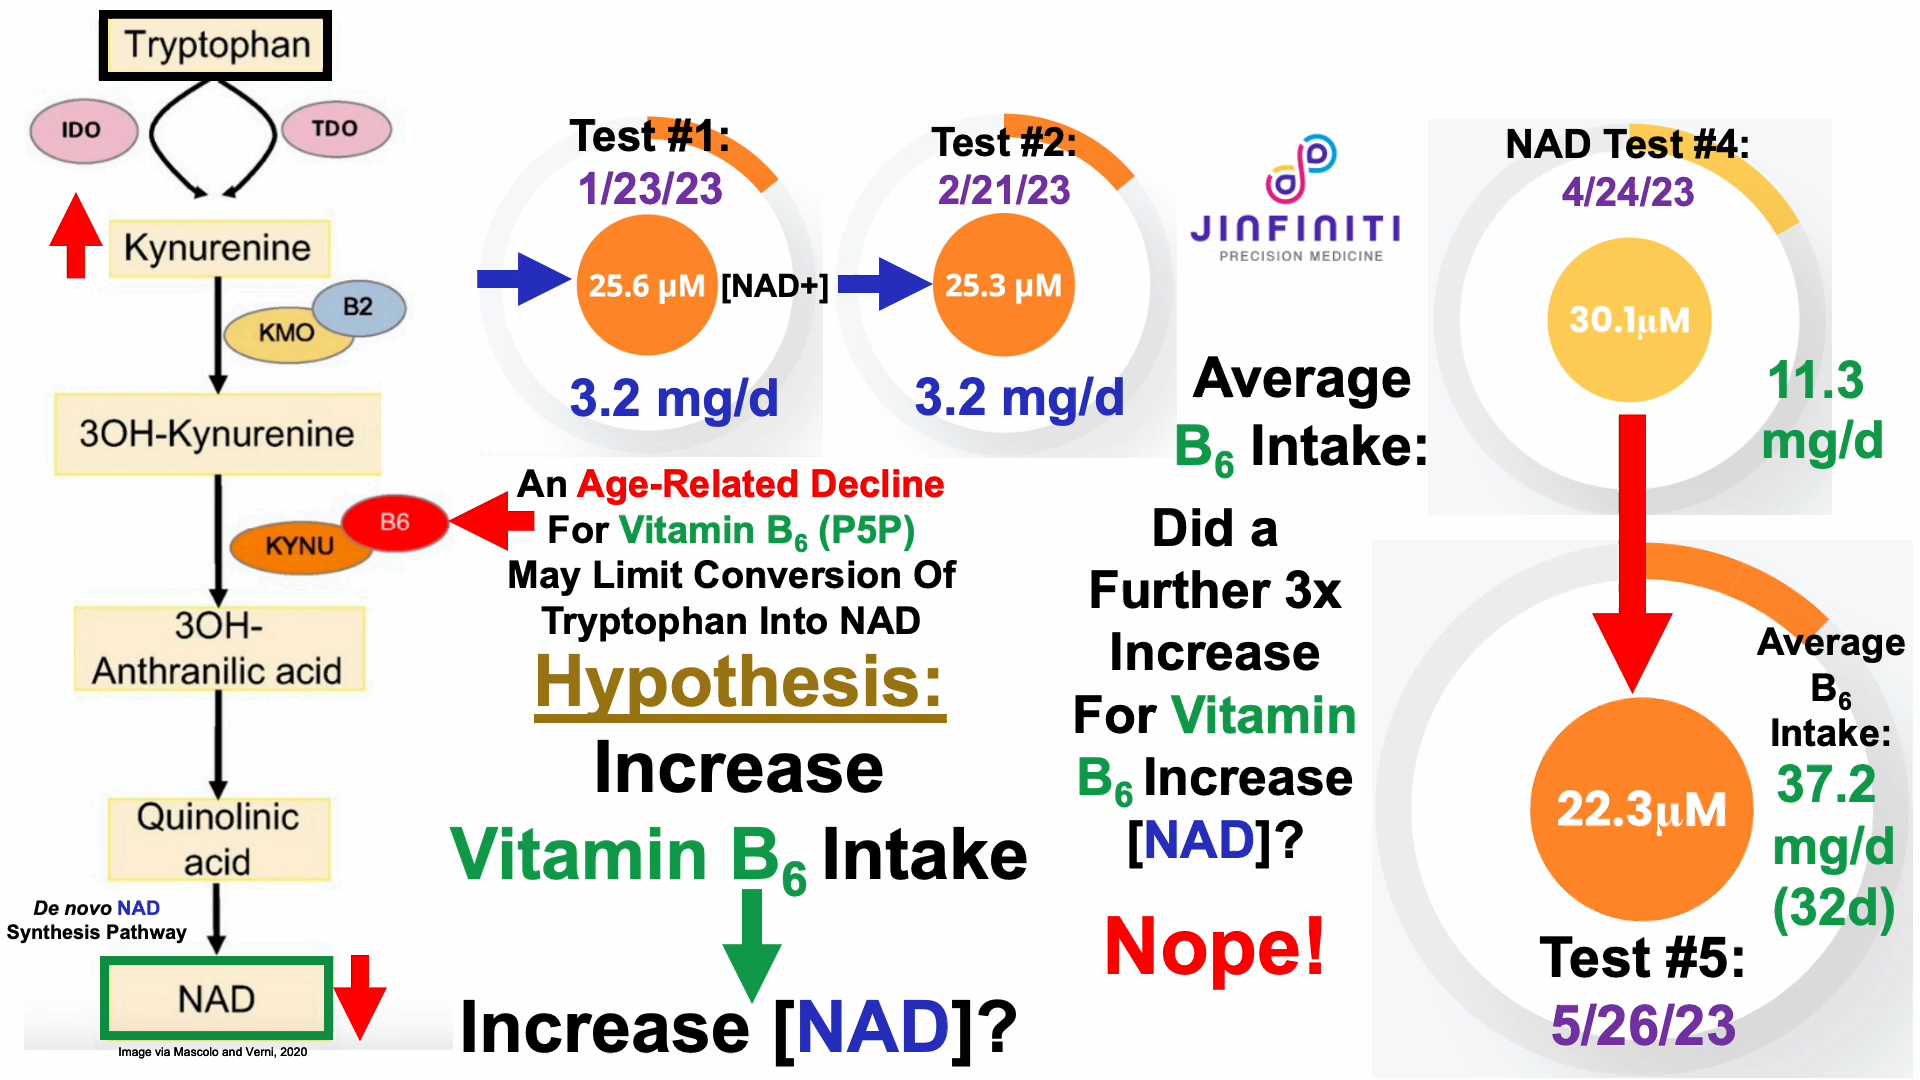 Tryptophan
IDO
TDO
Kynurenine
B2
KMO
3OH-Kynurenine
B6
KYNU
3OH-
Anthranilic acid
Quinolinic
acid
De novo NAD
Synthesis Pathway
NAD
Image via Mascolo and Verni, 2020
Test #1:
1/23/23
25.6 µM
[NAD+]
3.2 mg/d
Test #2:
2/21/23
25.3 µM
3.2 mg/d
JINFINITI
PRECISION MEDICINE
An Age-Related Decline
For Vitamin B₆ (P5P)
May Limit Conversion Of
Tryptophan Into NAD
Hypothesis:
Increase
Vitamin B₆ Intake
Increase [NAD]?
NAD Test #4:
4/24/23
30.1µM
Average
B₆ Intake:
11.3
mg/d
Did a
Further 3x
Increase
For Vitamin
B₆ Increase
[NAD]?
Nope!
22.3µM
Average
B₆
Intake:
37.2
mg/d
(32d)
Test #5:
5/26/23